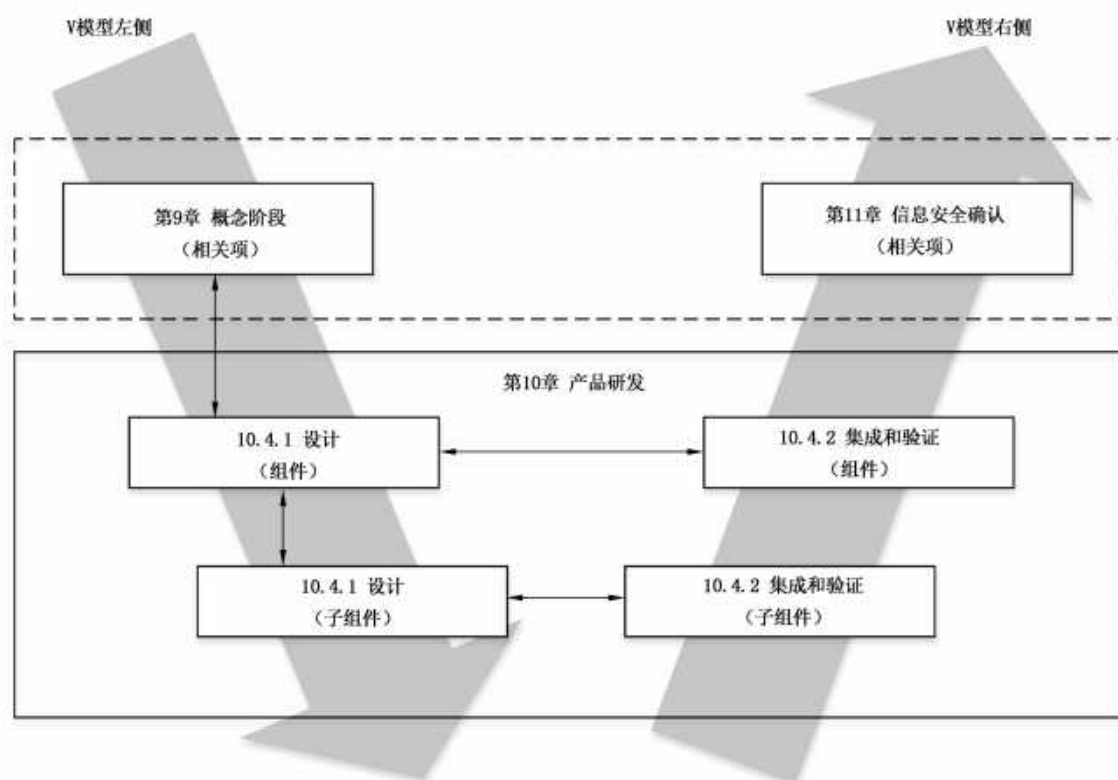 V模型左侧
V模型右侧
第9章 概念阶段
（相关项）
第11章 信息安全确认
（相关项）
第10章 产品研发
10.4.1 设计
（组件）
10.4.2 集成和验证
（组件）
10.4.1 设计
（子组件）
10.4.2 集成和验证
（子组件）